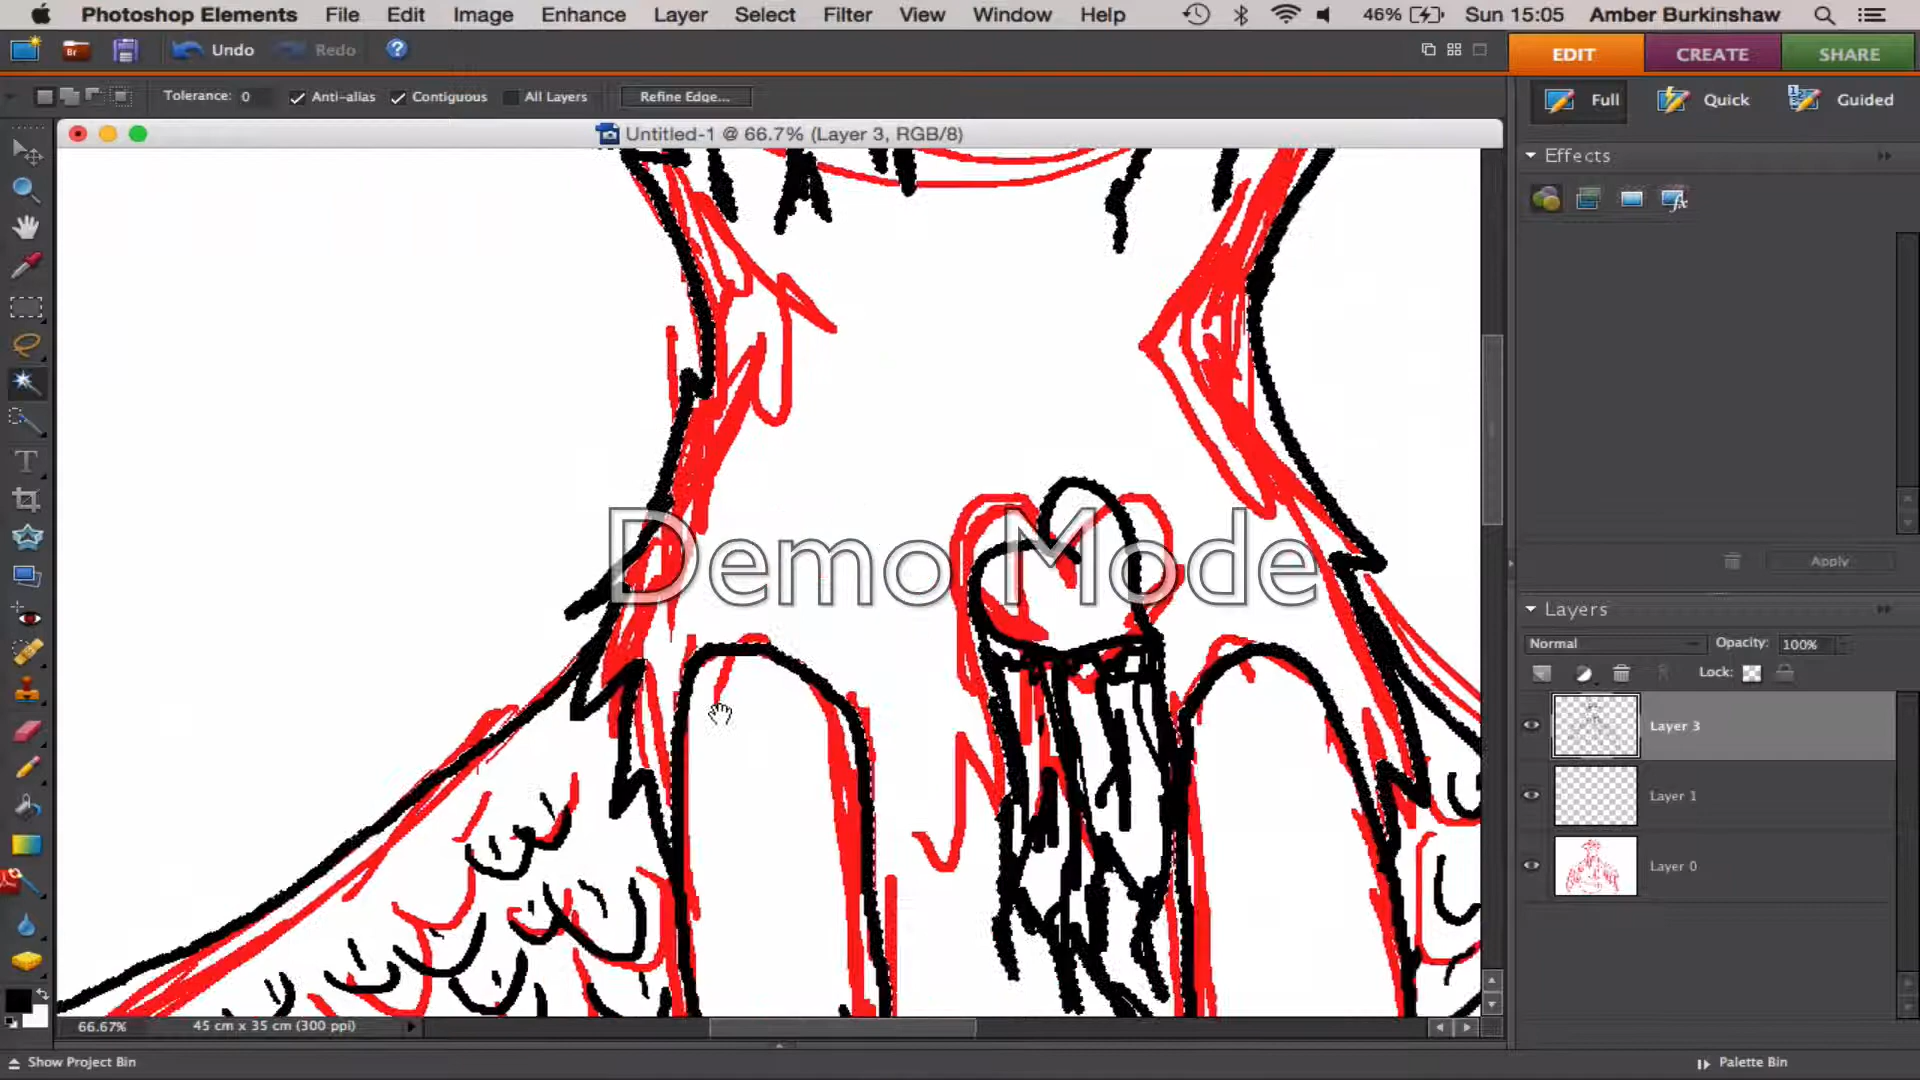 Photoshop Elements File Edit Image Enhance Layer Select Filter View Window Help 46% Sun 15:05 Amber Burkinshaw
Br Undo Redo ? EDIT CREATE SHARE
Tolerance: 0 Anti-alias Contiguous All Layers Refine Edge... Full Quick Guided
Untitled-1 @ 66.7% (Layer 3, RGB/8)
Effects
fx
Demo Mode
Apply
Layers
Normal Opacity: 100%
Lock:
Layer 3
Layer 1
Layer 0
66.67% 45 cm x 35 cm (300 ppi)
Show Project Bin Palette Bin